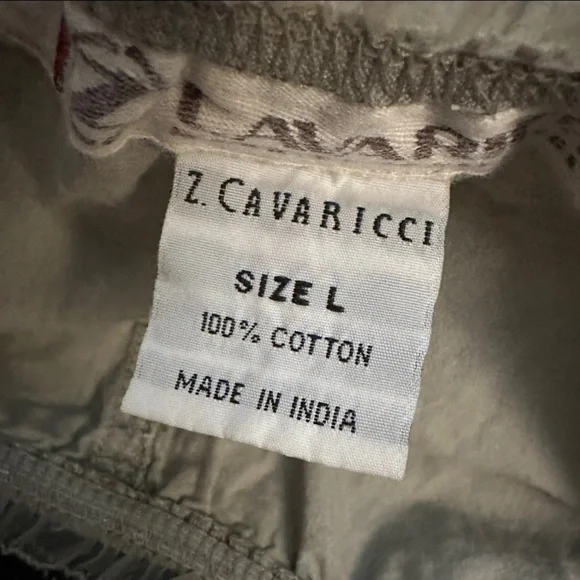 Z. CAVARICCI
SIZE L
100% COTTON
MADE IN INDIA